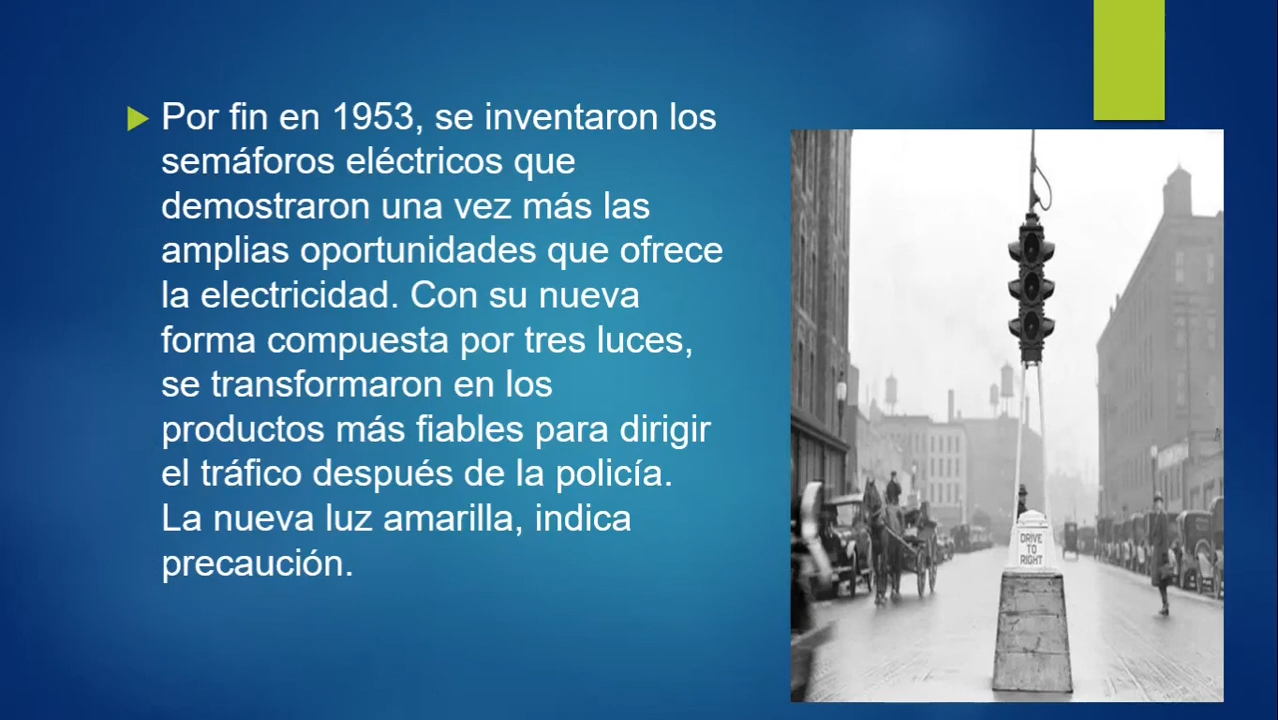 Por fin en 1953, se inventaron los
semáforos eléctricos que
demostraron una vez más las
amplias oportunidades que ofrece
la electricidad. Con su nueva
forma compuesta por tres luces,
se transformaron en los
productos más fiables para dirigir
el tráfico después de la policía.
La nueva luz amarilla, indica
precaución.
DRIVE
TO
RIGHT